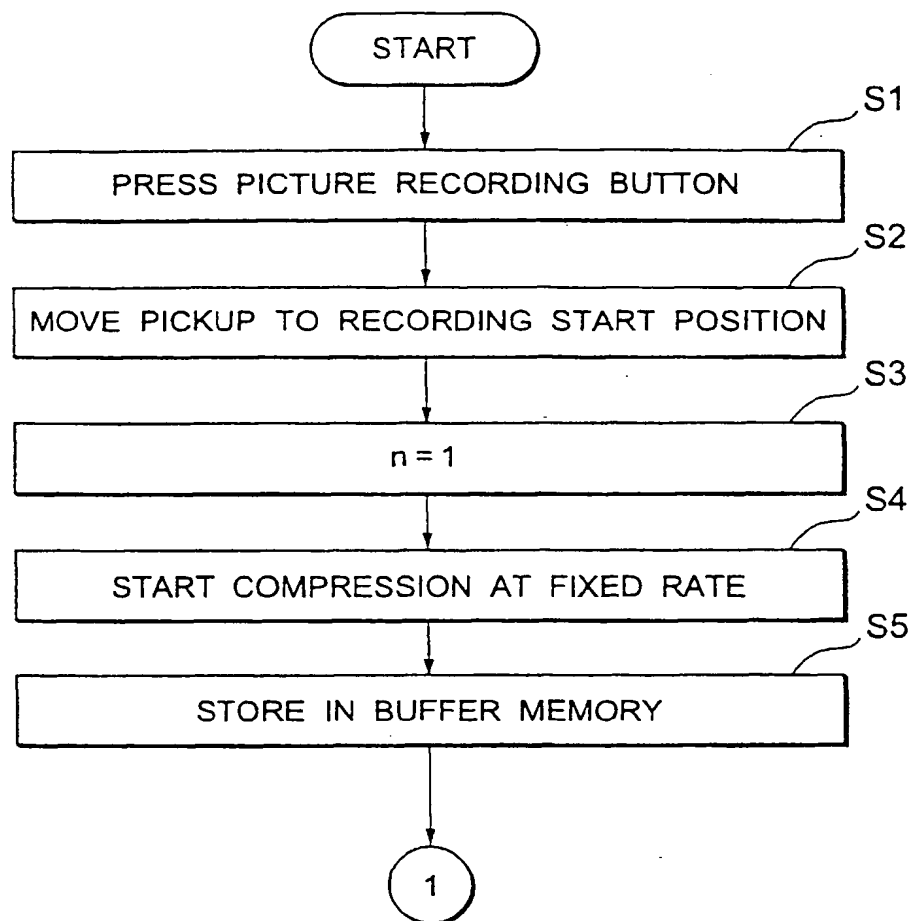 START
S1
PRESS PICTURE RECORDING BUTTON
S2
MOVE PICKUP TO RECORDING START POSITION
S3
n = 1
S4
START COMPRESSION AT FIXED RATE
S5
STORE IN BUFFER MEMORY
1